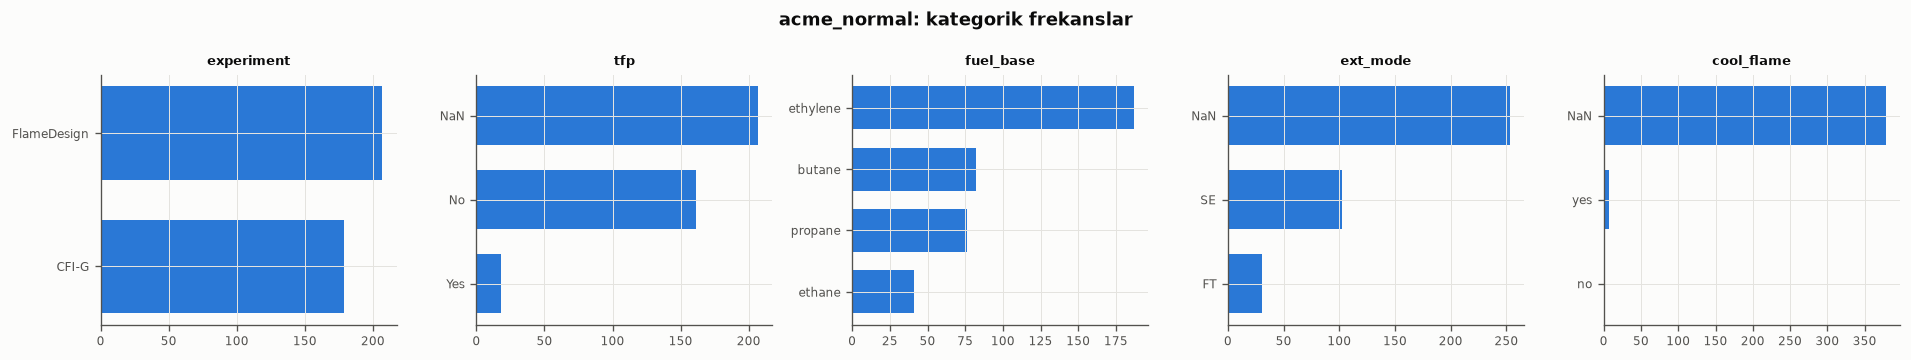 acme_normal: kategorik frekanslar
experiment
FlameDesign
CFI-G
0 50 100 150 200
tfp
NaN
No
Yes
0 50 100 150 200
fuel_base
ethylene
butane
propane
ethane
0 25 50 75 100 125 150 175
ext_mode
NaN
SE
FT
0 50 100 150 200 250
cool_flame
NaN
yes
no
0 50 100 150 200 250 300 350